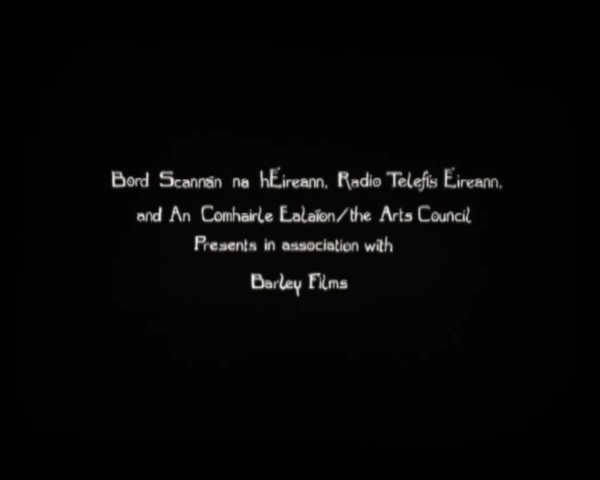 Bord Scannán na hÉireann, Radio Telefís Éireann,
and An Comhairle Ealaíon/the Arts Council
Presents in association with
Barley Films